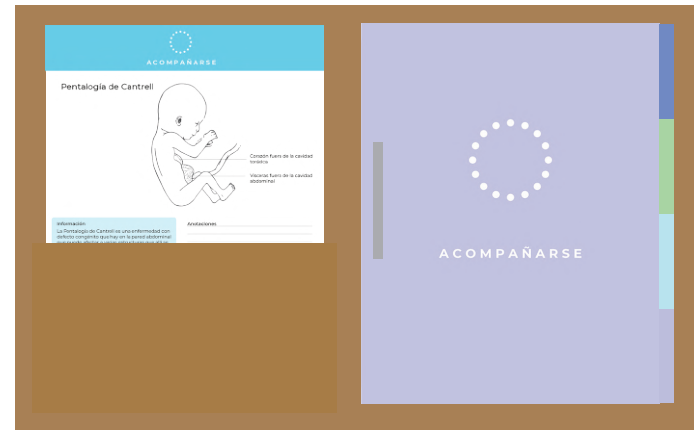 ACOMPAÑARSE
Pentalogía de Cantrell
Corazón fuera de la cavidad
torácica
Vísceras fuera de la cavidad
abdominal
Información
La Pentalogía de Cantrell es una enfermedad con
defecto congénito que hay en la pared abdominal
Anotaciones
ACOMPAÑARSE